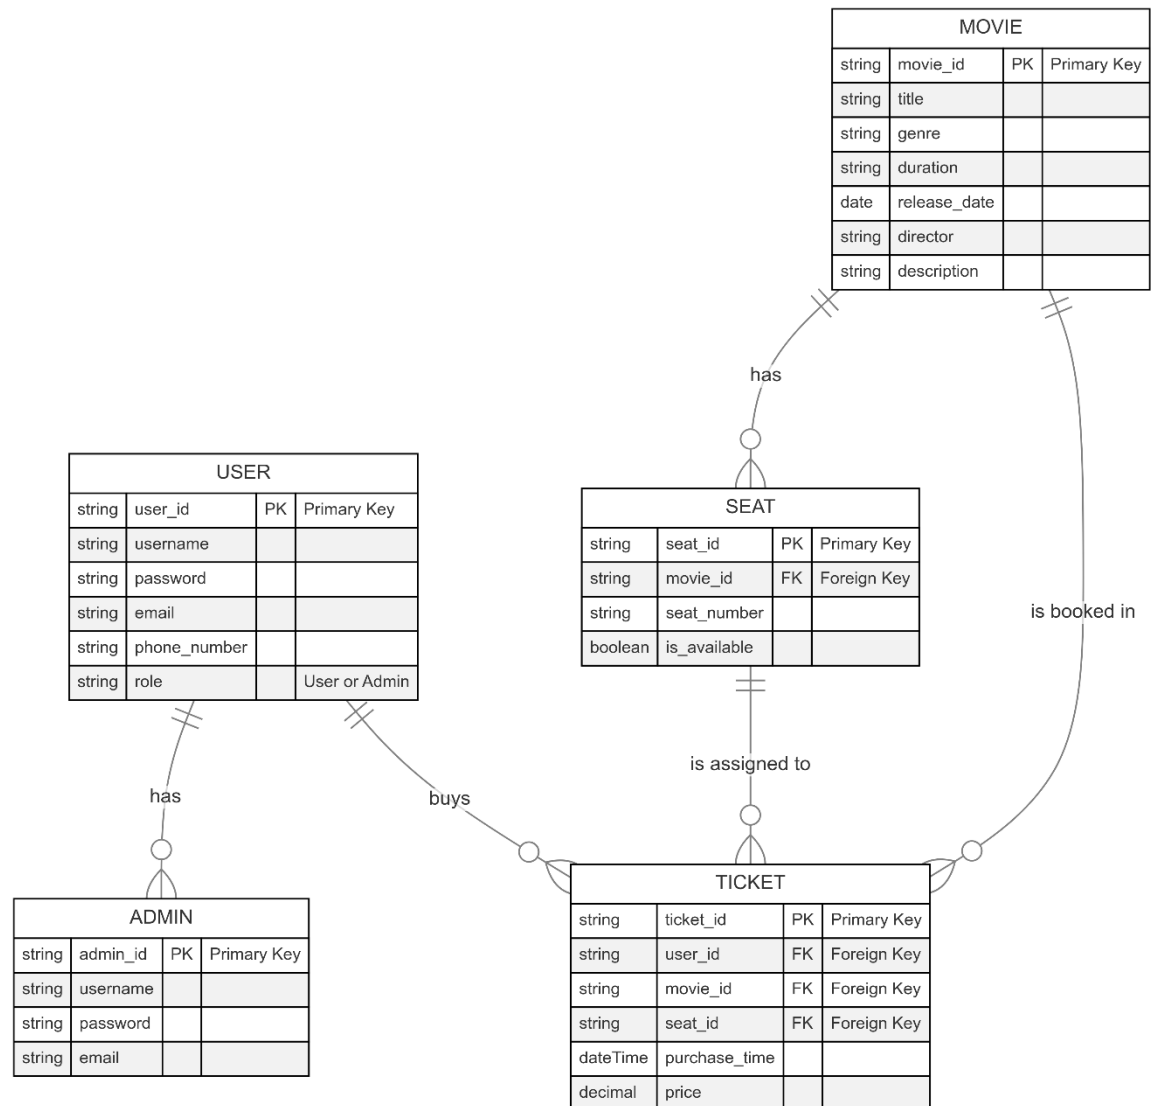 MOVIE
string movie_id PK Primary Key
string title
string genre
string duration
date release_date
string director
string description
has
USER
string user_id PK Primary Key
string username
string password
string email
string phone_number
string role User or Admin
SEAT
string seat_id PK Primary Key
string movie_id FK Foreign Key
string seat_number
boolean is_available
is booked in
is assigned to
has
buys
ADMIN
string admin_id PK Primary Key
string username
string password
string email
TICKET
string ticket_id PK Primary Key
string user_id FK Foreign Key
string movie_id FK Foreign Key
string seat_id FK Foreign Key
dateTime purchase_time
decimal price